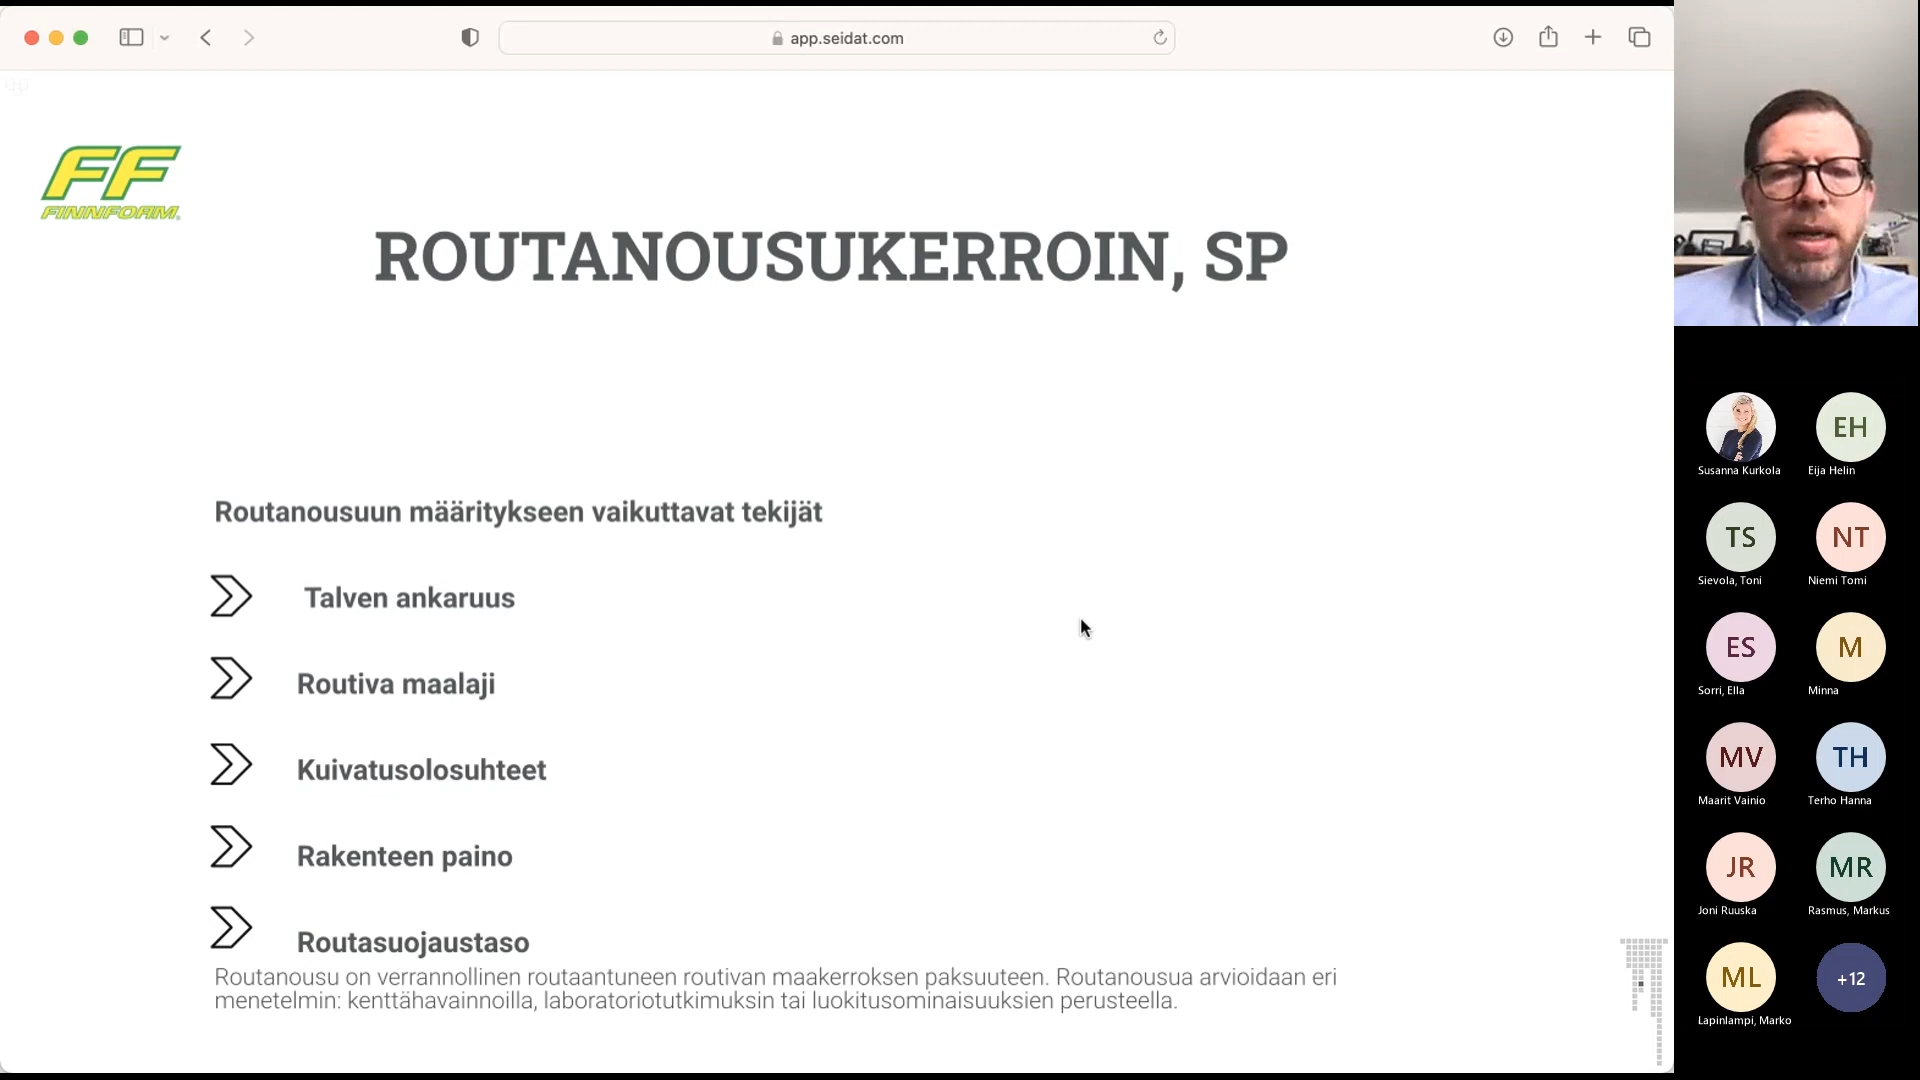 app.seidat.com
FF
FINNFOAM
ROUTANOUSUKERROIN, SP
Routanousuun määritykseen vaikuttavat tekijät
Talven ankaruus
Routiva maalaji
Kuivatusolosuhteet
Rakenteen paino
Routasuojaustaso
Routanousu on verrannollinen routaantuneen routivan maakerroksen paksuuteen. Routanousua arvioidaan eri
menetelmin: kenttähavainnoilla, laboratoriotutkimuksin tai luokitusominaisuuksien perusteella.
Susanna Kurkola
EH
Eija Helin
TS
Sievola, Toni
NT
Niemi Tomi
ES
Sorri, Ella
M
Minna
MV
Maarit Vainio
TH
Terho Hanna
JR
Joni Ruuska
MR
Rasmus, Markus
ML
Lapinlampi, Marko
+12